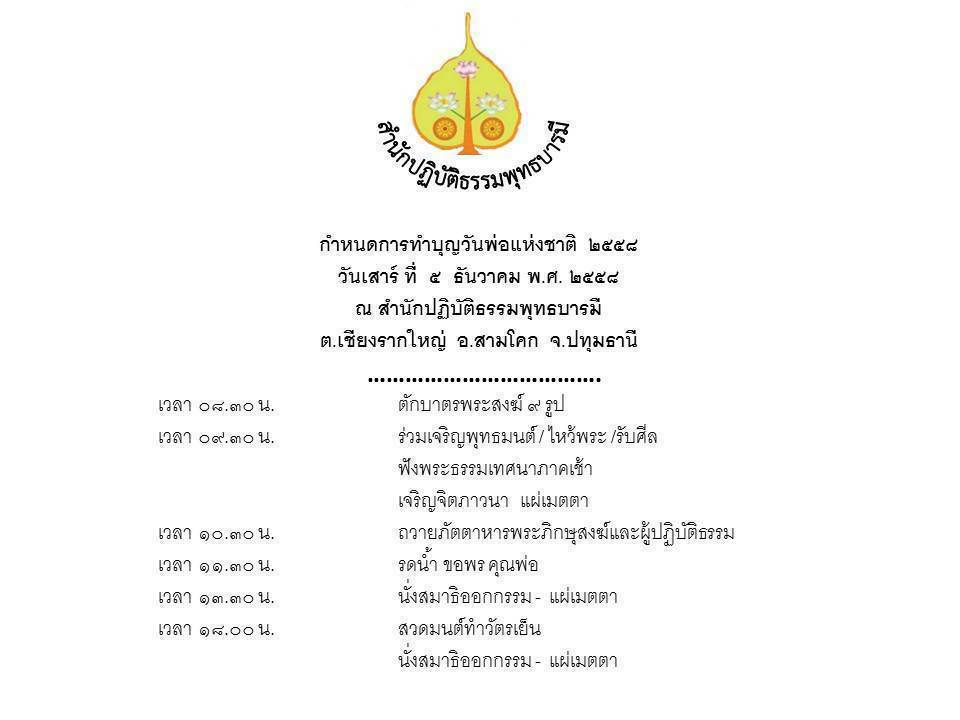 สำนักปฏิบัติธรรมพุทธบารมี
กำหนดการทำบุญวันพ่อแห่งชาติ ๒๕๕๘
วันเสาร์ ที่ ๕ ธันวาคม พ.ศ. ๒๕๕๘
ณ สำนักปฏิบัติธรรมพุทธบารมี
ต.เชียงรากใหญ่ อ.สามโคก จ.ปทุมธานี
……………………………….
เวลา ๐๘.๓๐ น. ตักบาตรพระสงฆ์ ๙ รูป
เวลา ๐๙.๓๐ น. ร่วมเจริญพุทธมนต์ / ไหว้พระ /รับศีล
ฟังพระธรรมเทศนาภาคเช้า
เจริญจิตภาวนา แผ่เมตตา
เวลา ๑๐.๓๐ น. ถวายภัตตาหารพระภิกษุสงฆ์และผู้ปฏิบัติธรรม
เวลา ๑๑.๓๐ น. รดน้ำ ขอพร คุณพ่อ
เวลา ๑๓.๓๐ น. นั่งสมาธิออกกรรม - แผ่เมตตา
เวลา ๑๘.๐๐ น. สวดมนต์ทำวัตรเย็น
นั่งสมาธิออกกรรม - แผ่เมตตา